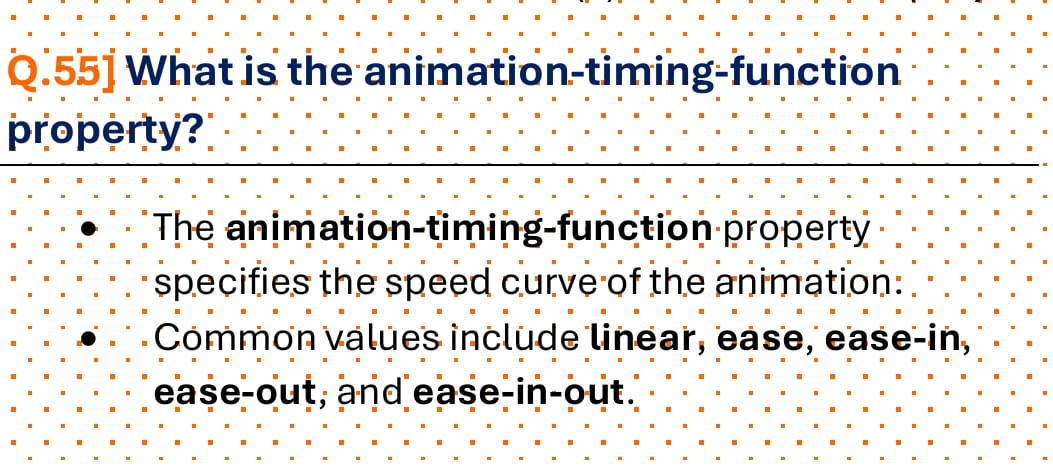 Q.55] What is the animation-timing-function
property?
• The animation-timing-function property
specifies the speed curve of the animation.
• Common values include linear, ease, ease-in,
ease-out, and ease-in-out.